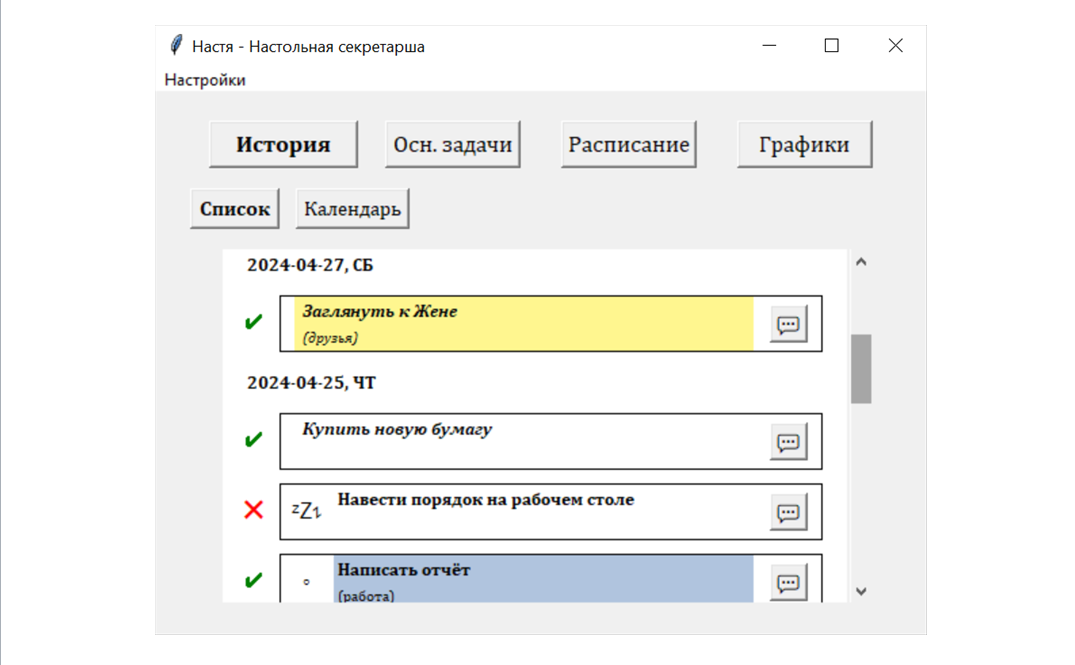 Настя - Настольная секретарша
Настройки
История Осн. задачи Расписание Графики
Список Календарь
2024-04-27, СБ
Заглянуть к Жене
(друзья)
2024-04-25, ЧТ
Купить новую бумагу
zZz Навести порядок на рабочем столе
Написать отчёт
(работа)